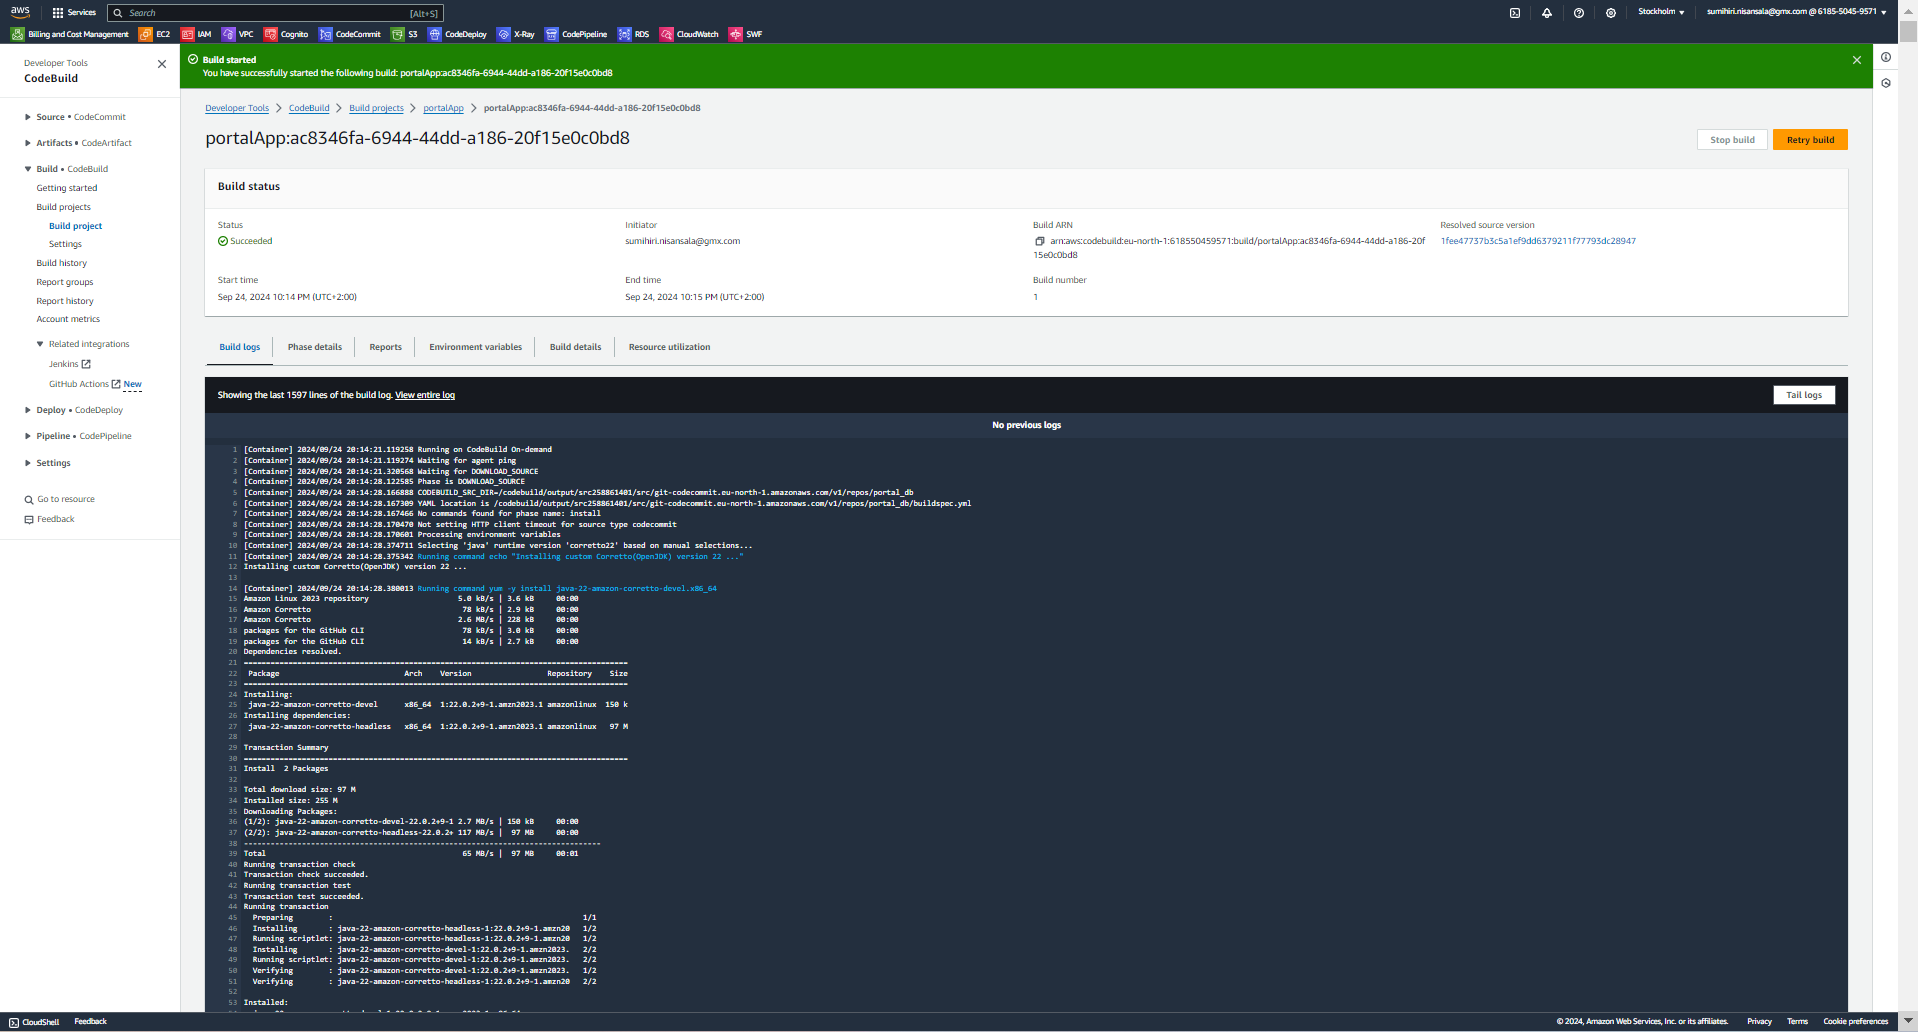 aws
Services
Search
[Alt+S]
Stockholm
sumihiri.nisansala@gmx.com @ 6185-5045-9571
Billing and Cost Management
EC2
IAM
VPC
Cognito
CodeCommit
S3
CodeDeploy
X-Ray
CodePipeline
RDS
CloudWatch
SWF
Developer Tools
CodeBuild
Source • CodeCommit
Artifacts • CodeArtifact
Build • CodeBuild
Getting started
Build projects
Build project
Settings
Build history
Report groups
Report history
Account metrics
Related integrations
Jenkins
GitHub Actions New
Deploy • CodeDeploy
Pipeline • CodePipeline
Settings
Go to resource
Feedback
Build started
You have successfully started the following build: portalApp:ac8346fa-6944-44dd-a186-20f15e0c0bd8
Developer Tools > CodeBuild > Build projects > portalApp > portalApp:ac8346fa-6944-44dd-a186-20f15e0c0bd8
portalApp:ac8346fa-6944-44dd-a186-20f15e0c0bd8
Stop build
Retry build
Build status
Status
Succeeded
Initiator
sumihiri.nisansala@gmx.com
Build ARN
arn:aws:codebuild:eu-north-1:618550459571:build/portalApp:ac8346fa-6944-44dd-a186-20f
15e0c0bd8
Resolved source version
1fee47737b3c5a1ef9dd6379211f77793dc28947
Start time
Sep 24, 2024 10:14 PM (UTC+2:00)
End time
Sep 24, 2024 10:15 PM (UTC+2:00)
Build number
1
Build logs
Phase details
Reports
Environment variables
Build details
Resource utilization
Showing the last 1597 lines of the build log. View entire log
Tail logs
No previous logs
1 [Container] 2024/09/24 20:14:21.119258 Running on CodeBuild On-demand
2 [Container] 2024/09/24 20:14:21.119274 Waiting for agent ping
3 [Container] 2024/09/24 20:14:21.320568 Waiting for DOWNLOAD_SOURCE
4 [Container] 2024/09/24 20:14:28.122585 Phase is DOWNLOAD_SOURCE
5 [Container] 2024/09/24 20:14:28.166888 CODEBUILD_SRC_DIR=/codebuild/output/src258861401/src/git-codecommit.eu-north-1.amazonaws.com/v1/repos/portal_db
6 [Container] 2024/09/24 20:14:28.167309 YAML location is /codebuild/output/src258861401/src/git-codecommit.eu-north-1.amazonaws.com/v1/repos/portal_db/buildspec.yml
7 [Container] 2024/09/24 20:14:28.167466 No commands found for phase name: install
8 [Container] 2024/09/24 20:14:28.170470 Not setting HTTP client timeout for source type codecommit
9 [Container] 2024/09/24 20:14:28.170601 Processing environment variables
10 [Container] 2024/09/24 20:14:28.374711 Selecting 'java' runtime version 'corretto22' based on manual selections...
11 [Container] 2024/09/24 20:14:28.375342 Running command echo "Installing custom Corretto(OpenJDK) version 22 ..."
12 Installing custom Corretto(OpenJDK) version 22 ...
13
14 [Container] 2024/09/24 20:14:28.380013 Running command yum -y install java-22-amazon-corretto-devel.x86_64
15 Amazon Linux 2023 repository 5.0 kB/s | 3.6 kB 00:00
16 Amazon Corretto 78 kB/s | 2.9 kB 00:00
17 Amazon Corretto 2.6 MB/s | 228 kB 00:00
18 packages for the GitHub CLI 78 kB/s | 3.0 kB 00:00
19 packages for the GitHub CLI 14 kB/s | 2.7 kB 00:00
20 Dependencies resolved.
21 ================================================================================
22 Package Arch Version Repository Size
23 ================================================================================
24 Installing:
25 java-22-amazon-corretto-devel x86_64 1:22.0.2+9-1.amzn2023.1 amazonlinux 150 k
26 Installing dependencies:
27 java-22-amazon-corretto-headless x86_64 1:22.0.2+9-1.amzn2023.1 amazonlinux 97 M
28
29 Transaction Summary
30 ================================================================================
31 Install 2 Packages
32
33 Total download size: 97 M
34 Installed size: 255 M
35 Downloading Packages:
36 (1/2): java-22-amazon-corretto-devel-22.0.2+9-1 2.7 MB/s | 150 kB 00:00
37 (2/2): java-22-amazon-corretto-headless-22.0.2+ 117 MB/s | 97 MB 00:00
38 --------------------------------------------------------------------------------
39 Total 65 MB/s | 97 MB 00:01
40 Running transaction check
41 Transaction check succeeded.
42 Running transaction test
43 Transaction test succeeded.
44 Running transaction
45 Preparing : 1/1
46 Installing : java-22-amazon-corretto-headless-1:22.0.2+9-1.amzn20 1/2
47 Running scriptlet: java-22-amazon-corretto-headless-1:22.0.2+9-1.amzn20 1/2
48 Installing : java-22-amazon-corretto-devel-1:22.0.2+9-1.amzn2023. 2/2
49 Running scriptlet: java-22-amazon-corretto-devel-1:22.0.2+9-1.amzn2023. 2/2
50 Verifying : java-22-amazon-corretto-devel-1:22.0.2+9-1.amzn2023. 1/2
51 Verifying : java-22-amazon-corretto-headless-1:22.0.2+9-1.amzn20 2/2
52
53 Installed:
CloudShell
Feedback
© 2024, Amazon Web Services, Inc. or its affiliates.
Privacy
Terms
Cookie preferences